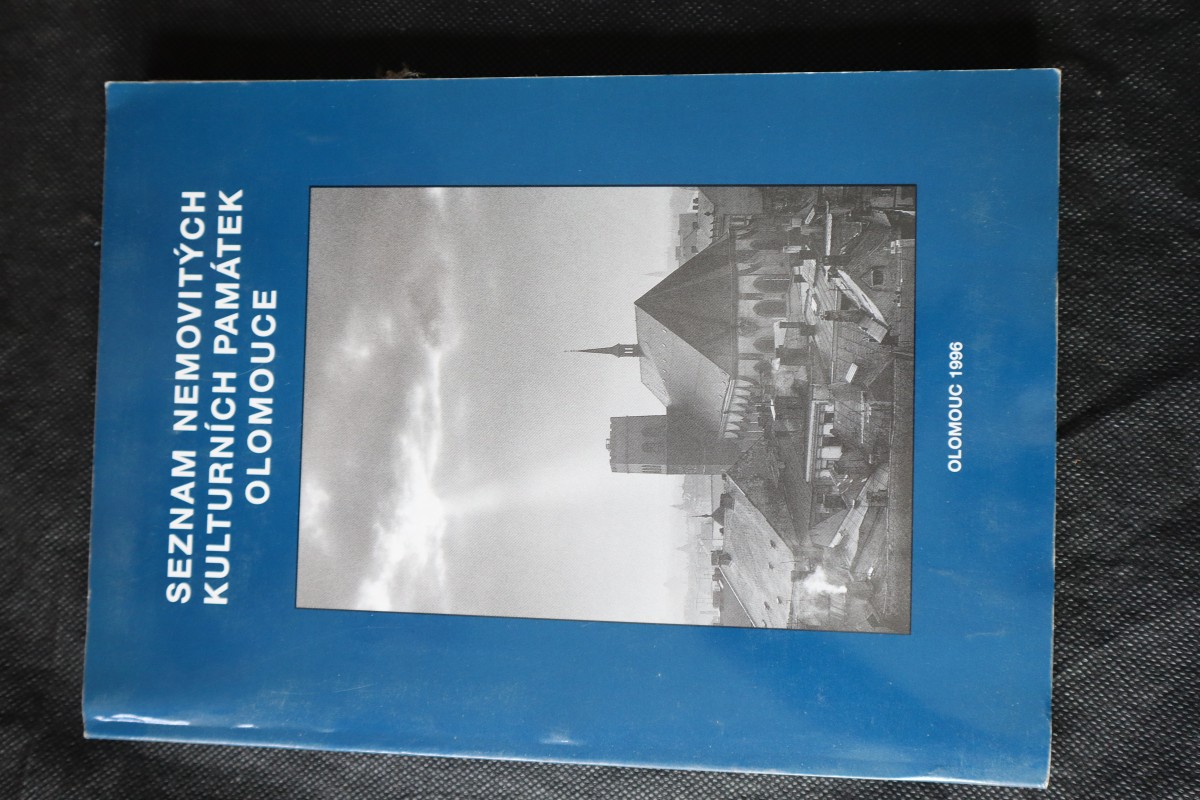 SEZNAM NEMOVITÝCH
KULTURNÍCH PAMÁTEK
OLOMOUCE
OLOMOUC 1996